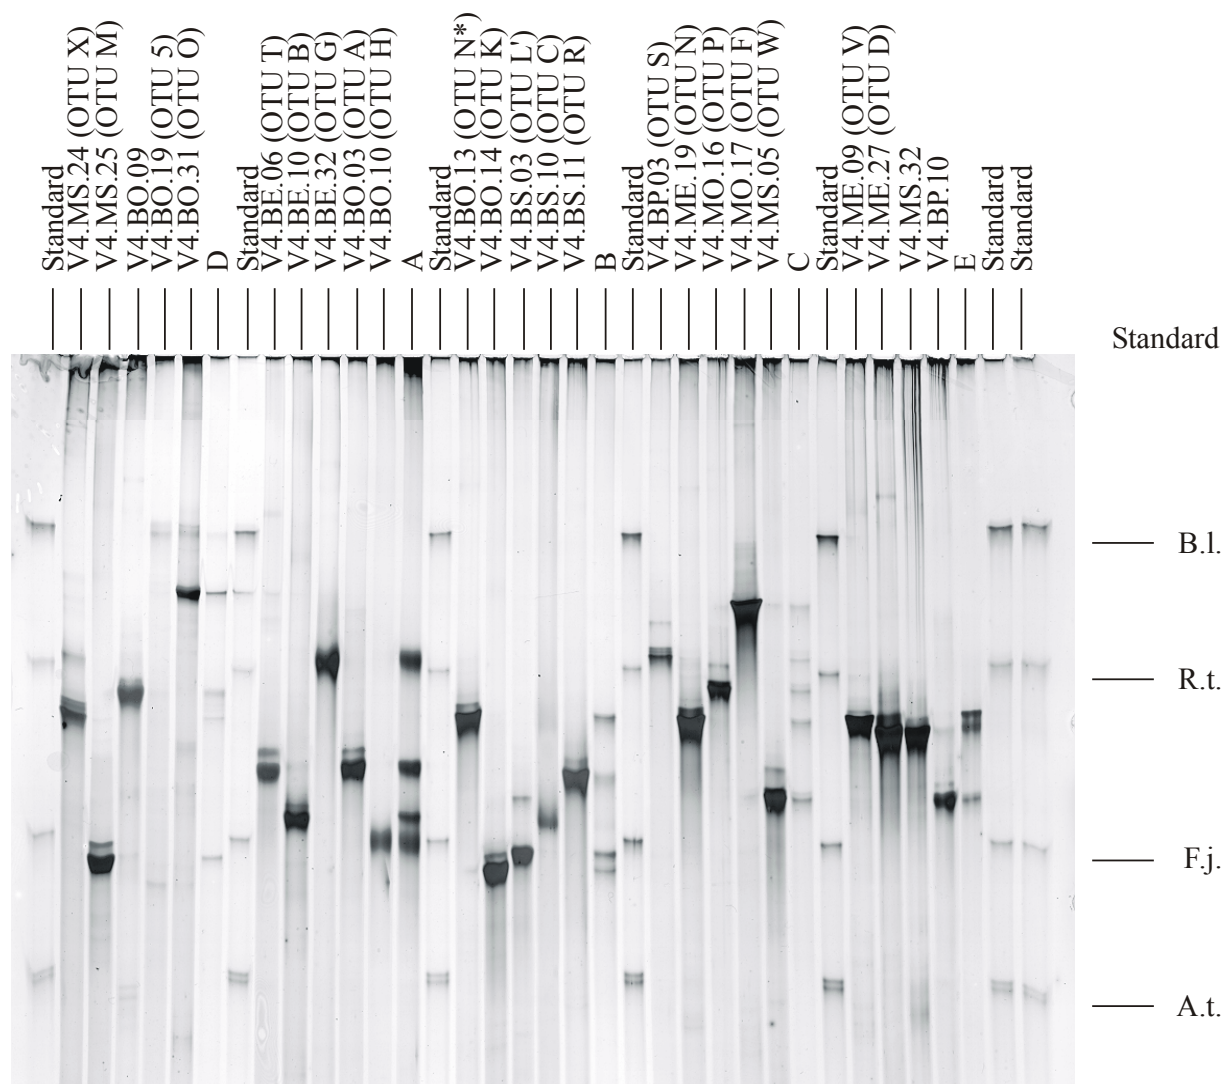 Standard
V4.MS.24 (OTU X)
V4.MS.25 (OTU M)
V4.BO.09
V4.BO.19 (OTU 5)
V4.BO.31 (OTU O)
D
Standard
V4.BE.06 (OTU T)
V4.BE.10 (OTU B)
V4.BE.32 (OTU G)
V4.BO.03 (OTU A)
V4.BO.10 (OTU H)
A
Standard
V4.BO.13 (OTU N*)
V4.BO.14 (OTU K)
V4.BS.03 (OTU L')
V4.BS.10 (OTU C)
V4.BS.11 (OTU R)
B
Standard
V4.BP.03 (OTU S)
V4.ME.19 (OTU N)
V4.MO.16 (OTU P)
V4.MO.17 (OTU F)
V4.MS.05 (OTU W)
C
Standard
V4.ME.09 (OTU V)
V4.ME.27 (OTU D)
V4.MS.32
V4.BP.10
E
Standard
Standard
Standard
B.l.
R.t.
F.j.
A.t.